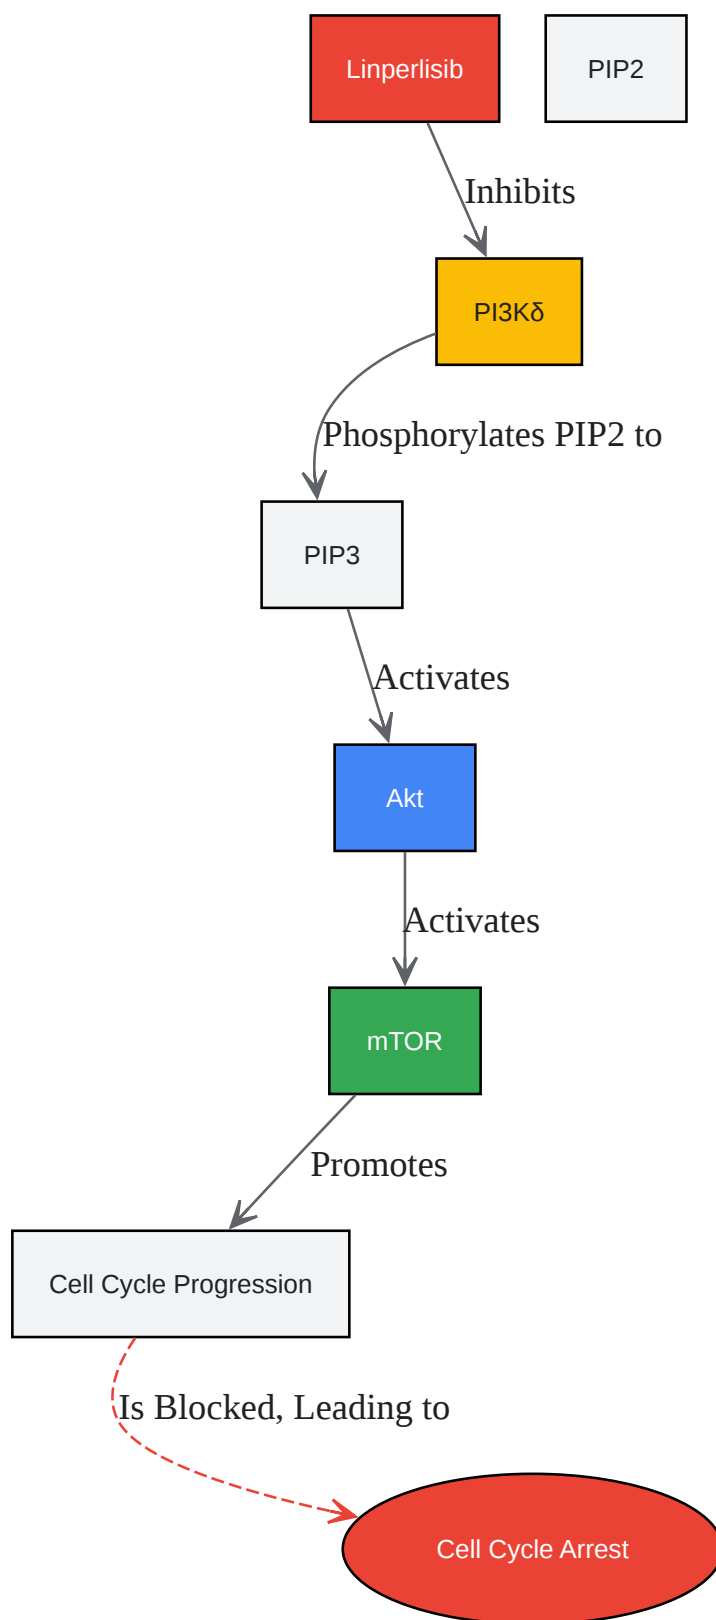 Linperlisib
PIP2
Inhibits
PI3Kδ
Phosphorylates PIP2 to
PIP3
Activates
Akt
Activates
mTOR
Promotes
Cell Cycle Progression
Is Blocked, Leading to
Cell Cycle Arrest